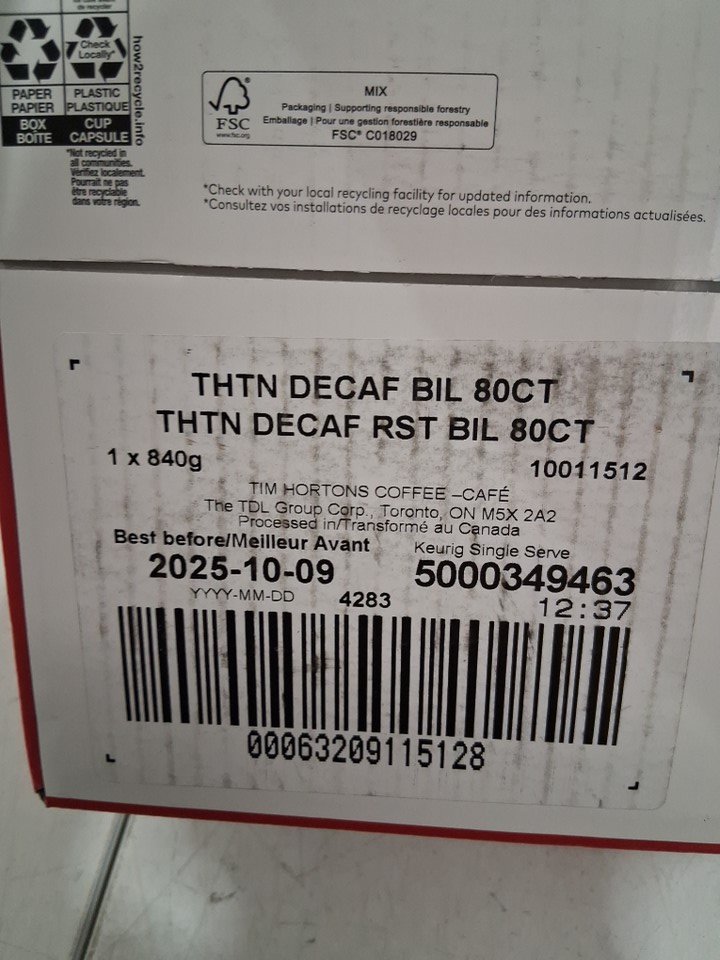 de recycler
Check
Locally*
PAPER
PAPIER
PLASTIC
PLASTIQUE
BOX
BOÎTE
CUP
CAPSULE
how2recycle.info
*Not recycled in
all communities.
Vérifiez localement.
Pourrait ne pas
être recyclable
dans votre région.
FSC®
www.fsc.org
MIX
Packaging | Supporting responsible forestry
Emballage | Pour une gestion forestière responsable
FSC® C018029
*Check with your local recycling facility for updated information.
*Consultez vos installations de recyclage locales pour des informations actualisées.
THTN DECAF BIL 80CT
THTN DECAF RST BIL 80CT
1 x 840g 10011512
TIM HORTONS COFFEE –CAFÉ
The TDL Group Corp., Toronto, ON M5X 2A2
Processed in/Transformé au Canada
Best before/Meilleur Avant Keurig Single Serve
2025-10-09 5000349463
YYYY-MM-DD 4283 12:37
00063209115128